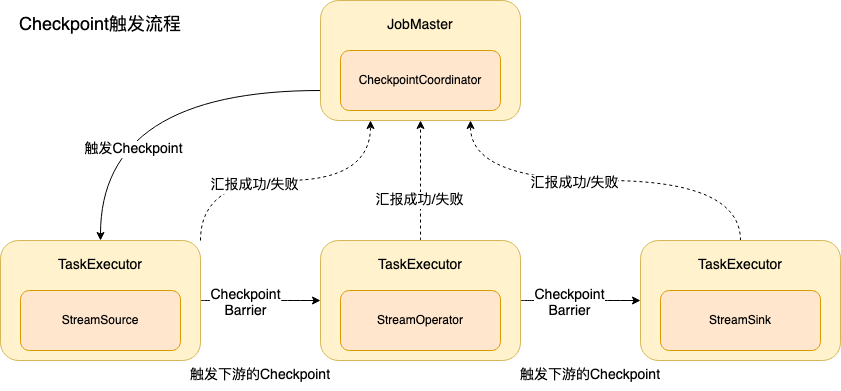 Checkpoint触发流程
JobMaster
CheckpointCoordinator
触发Checkpoint
汇报成功/失败
汇报成功/失败
汇报成功/失败
TaskExecutor
StreamSource
Checkpoint
Barrier
TaskExecutor
StreamOperator
Checkpoint
Barrier
TaskExecutor
StreamSink
触发下游的Checkpoint
触发下游的Checkpoint